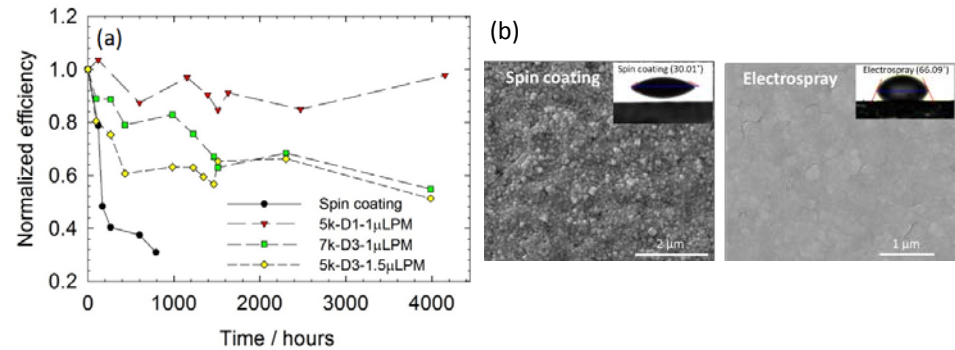 (a)
1.2
1.0
0.8
0.6
0.4
0.2
Normalized efficiency
Spin coating
5k-D1-1μLPM
7k-D3-1μLPM
5k-D3-1.5μLPM
0 1000 2000 3000 4000
Time / hours
(b)
Spin coating
Spin coating (30.01˚)
2 μm
Electrospray
Electrospray (66.09˚)
1 μm